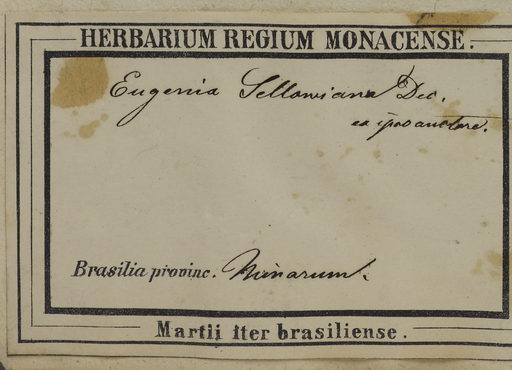 HERBARIUM REGIUM MONACENSE.
Eugenia Sellowiana Dec.
ex ipso auctore.
Brasilia provinc. Minarum.
Martii iter brasiliense.